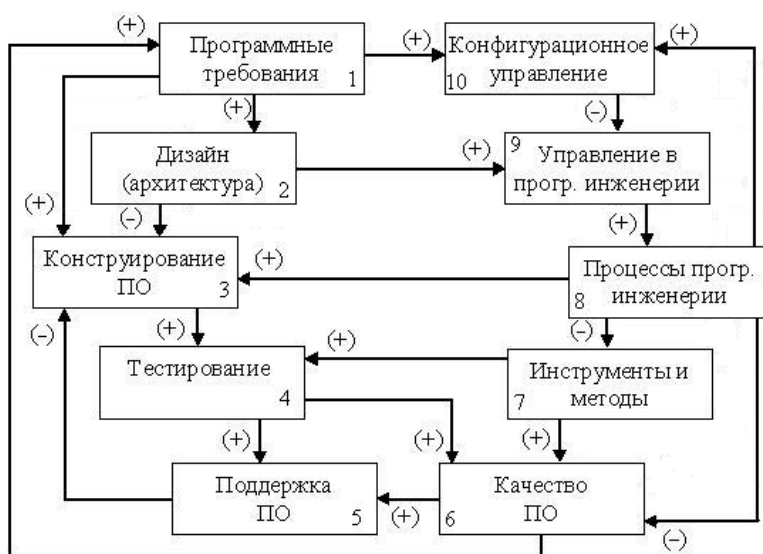 (+)
Программные
требования
1
(+)
Конфигурационное
управление
10
(+)
(+)
(-)
Дизайн
(архитектура)
2
(+)
9
Управление в
прогр. инженерии
(+)
(-)
(+)
Конструирование
ПО
3
(+)
Процессы прогр.
инженерии
8
(-)
(+)
(+)
(-)
Тестирование
4
Инструменты и
методы
7
(+)
(+)
(+)
Поддержка
ПО
5
(+)
Качество
ПО
6
(-)